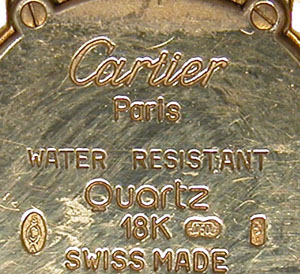 Cartier
Paris
WATER RESISTANT
Quartz
18K
SWISS MADE